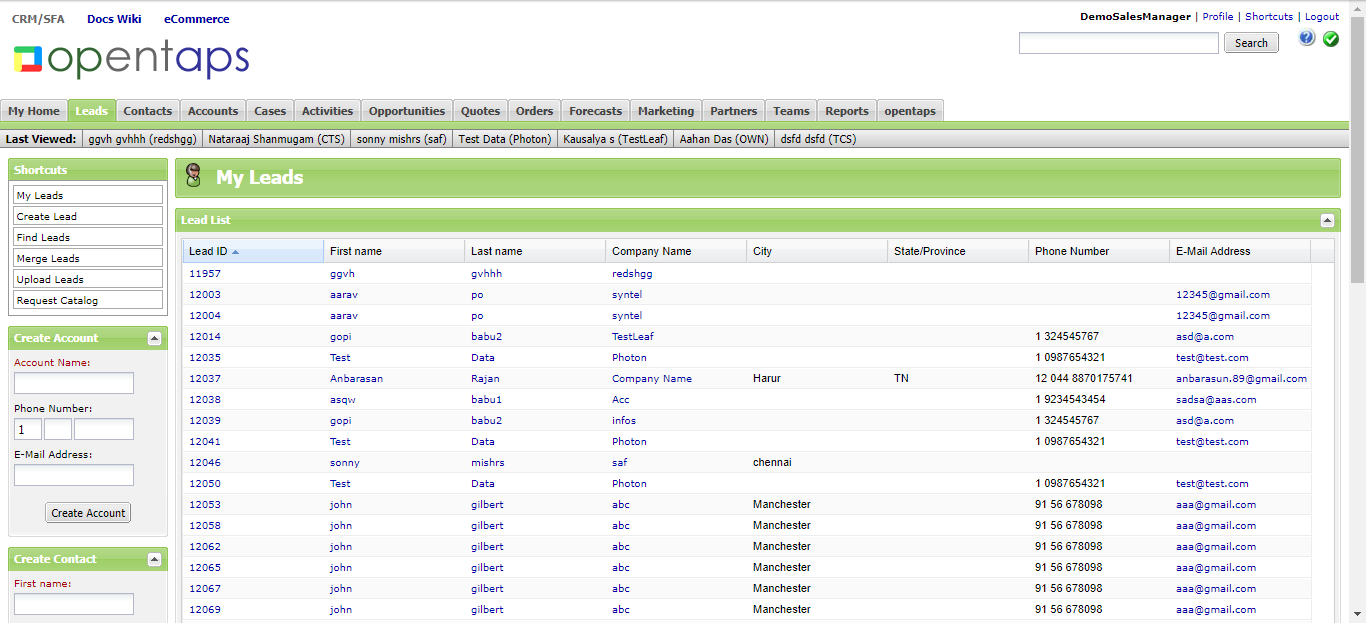 CRM/SFA Docs Wiki eCommerce
DemoSalesManager | Profile | Shortcuts | Logout
opentaps
Search
My Home Leads Contacts Accounts Cases Activities Opportunities Quotes Orders Forecasts Marketing Partners Teams Reports opentaps
Last Viewed: ggvh gvhhh (redshgg) Nataraaj Shanmugam (CTS) sonny mishrs (saf) Test Data (Photon) Kausalya s (TestLeaf) Aahan Das (OWN) dsfd dsfd (TCS)
Shortcuts
My Leads
Create Lead
Find Leads
Merge Leads
Upload Leads
Request Catalog
Create Account
Account Name:
Phone Number:
1
E-Mail Address:
Create Account
Create Contact
First name:
My Leads
Lead List
Lead ID First name Last name Company Name City State/Province Phone Number E-Mail Address
11957 ggvh gvhhh redshgg
12003 aarav po syntel 12345@gmail.com
12004 aarav po syntel 12345@gmail.com
12014 gopi babu2 TestLeaf 1 324545767 asd@a.com
12035 Test Data Photon 1 0987654321 test@test.com
12037 Anbarasan Rajan Company Name Harur TN 12 044 8870175741 anbarasun.89@gmail.com
12038 asqw babu1 Acc 1 9234543454 sadsa@aas.com
12039 gopi babu2 infos 1 324545767 asd@a.com
12041 Test Data Photon 1 0987654321 test@test.com
12046 sonny mishrs saf chennai
12050 Test Data Photon 1 0987654321 test@test.com
12053 john gilbert abc Manchester 91 56 678098 aaa@gmail.com
12058 john gilbert abc Manchester 91 56 678098 aaa@gmail.com
12062 john gilbert abc Manchester 91 56 678098 aaa@gmail.com
12065 john gilbert abc Manchester 91 56 678098 aaa@gmail.com
12067 john gilbert abc Manchester 91 56 678098 aaa@gmail.com
12069 john gilbert abc Manchester 91 56 678098 aaa@gmail.com